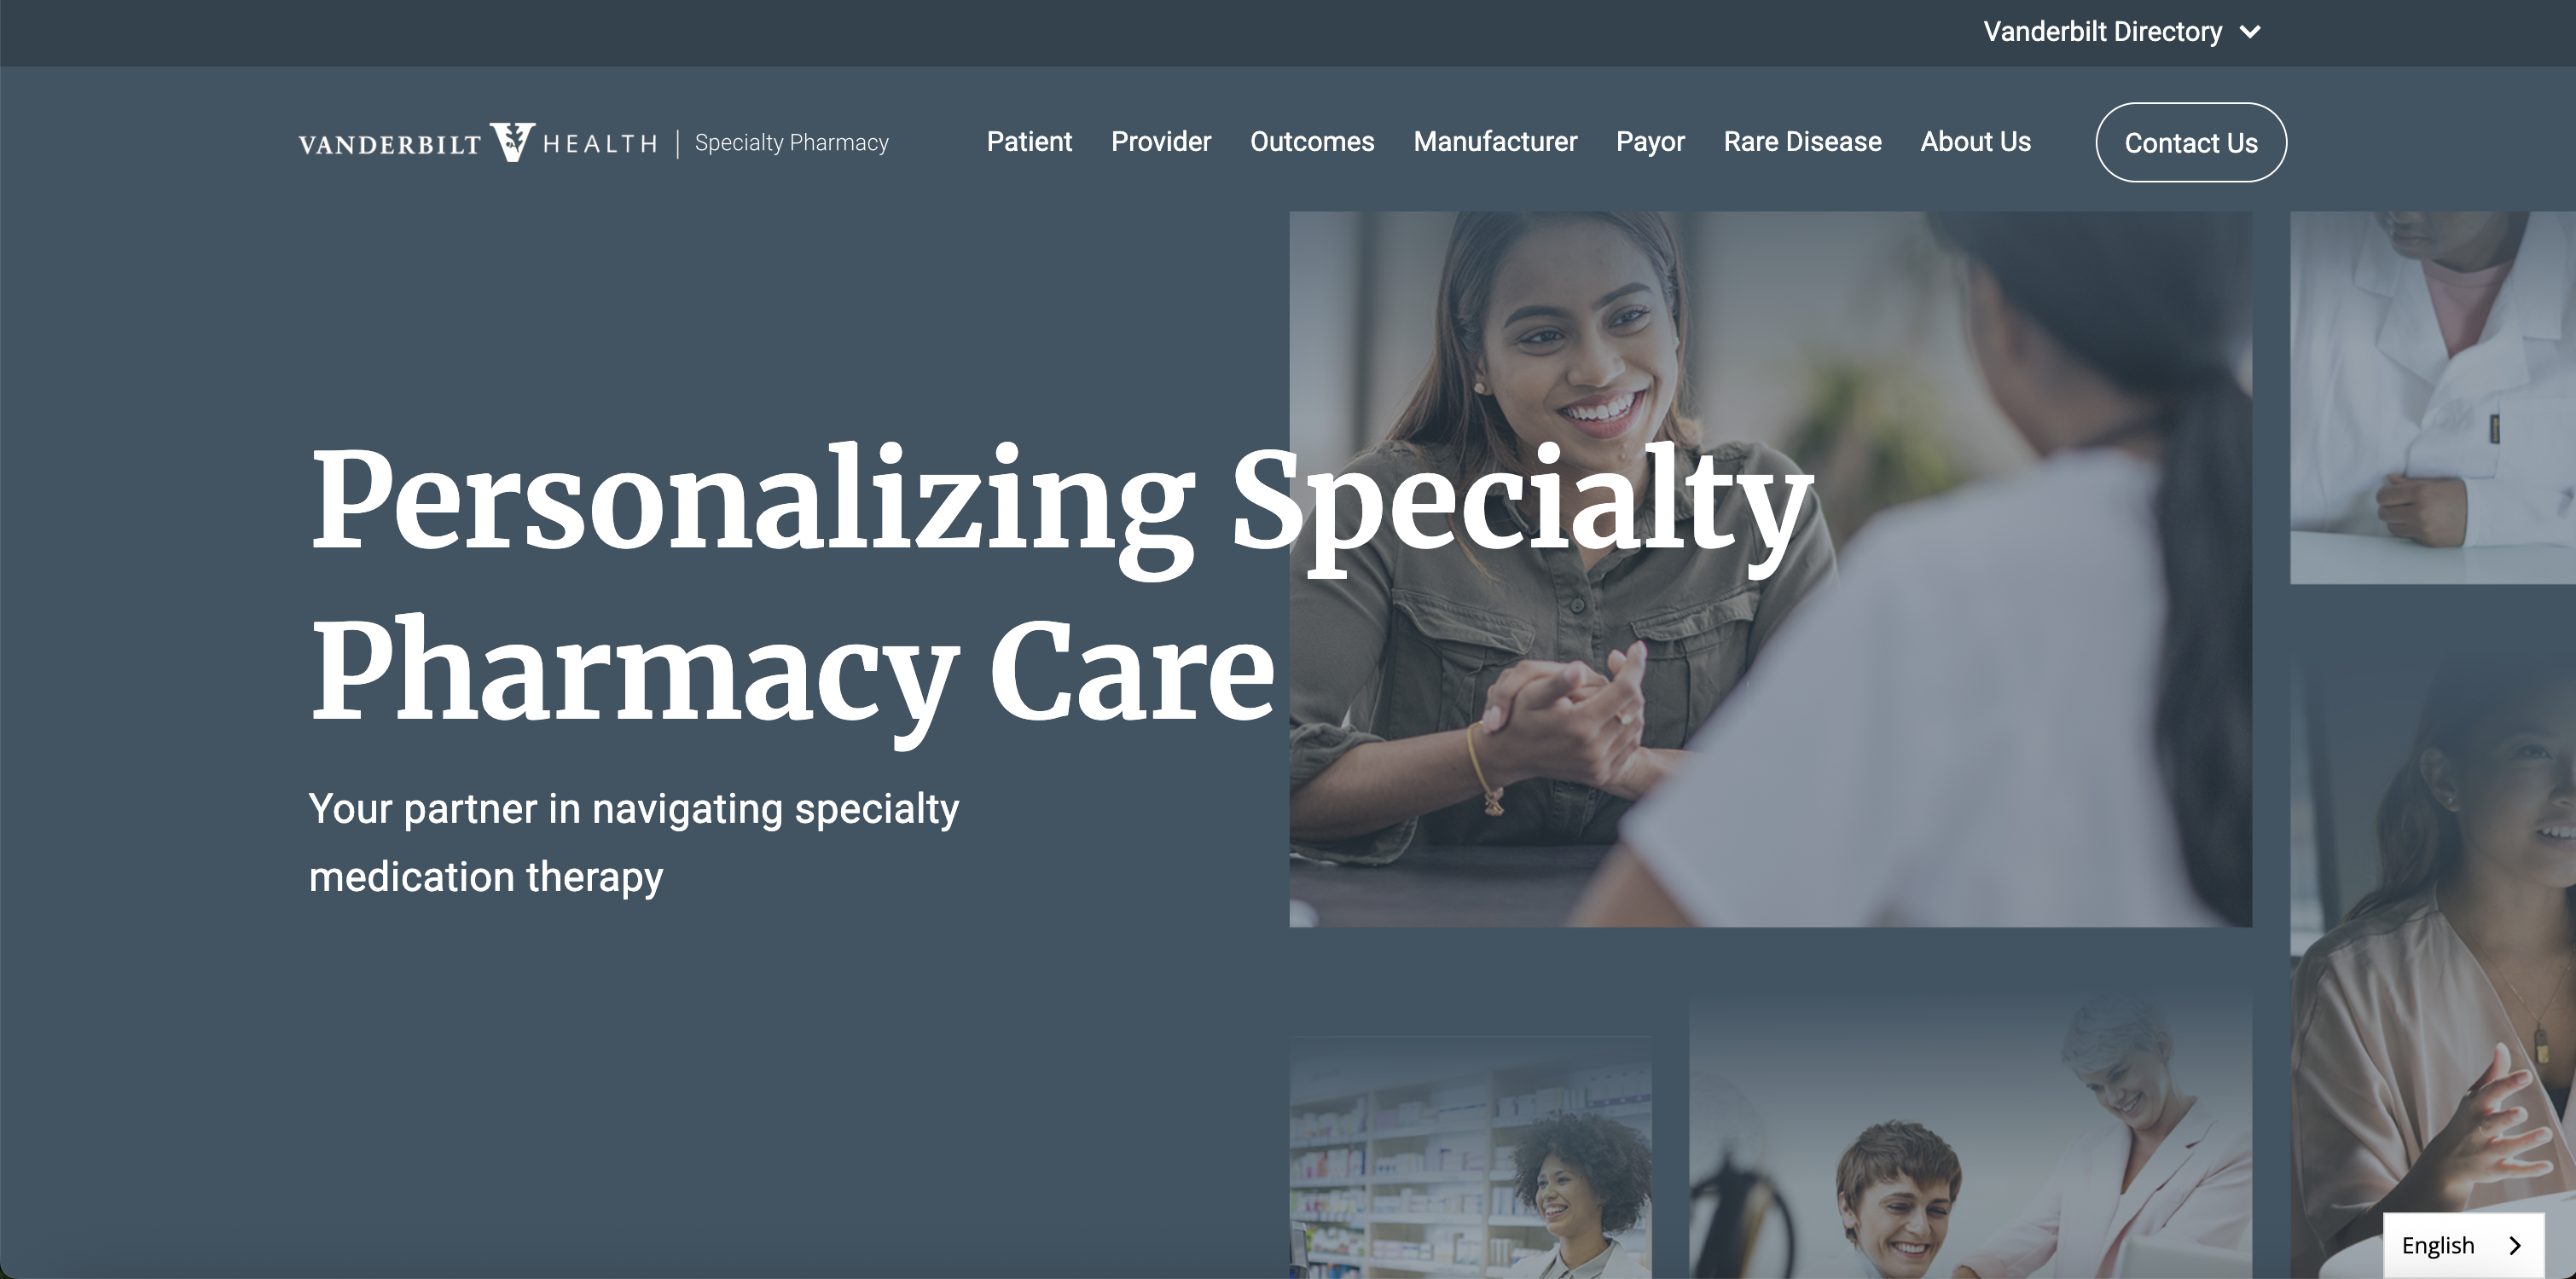 Vanderbilt Directory
VANDERBILT V HEALTH | Specialty Pharmacy
Patient Provider Outcomes Manufacturer Payor Rare Disease About Us Contact Us
Personalizing Specialty
Pharmacy Care
Your partner in navigating specialty
medication therapy
English